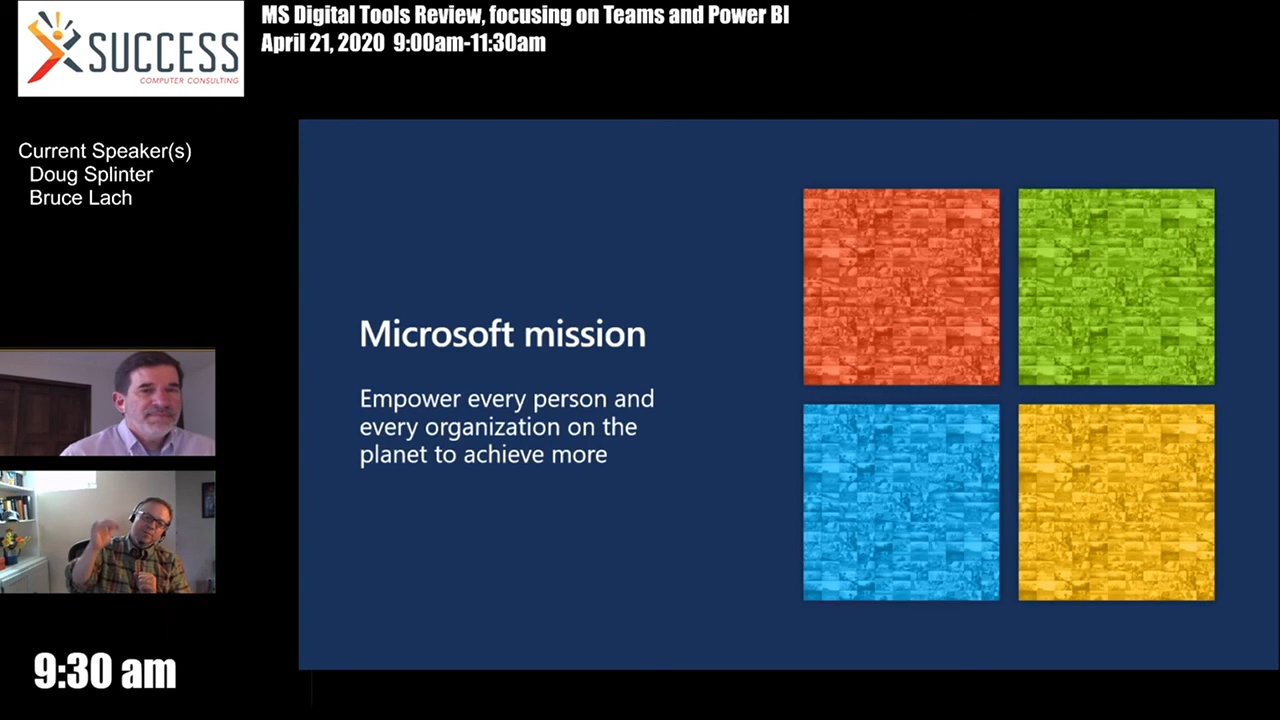 SUCCESS
COMPUTER CONSULTING
MS Digital Tools Review, focusing on Teams and Power BI
April 21, 2020 9:00am-11:30am
Current Speaker(s)
Doug Splinter
Bruce Lach
Microsoft mission
Empower every person and
every organization on the
planet to achieve more
9:30 am